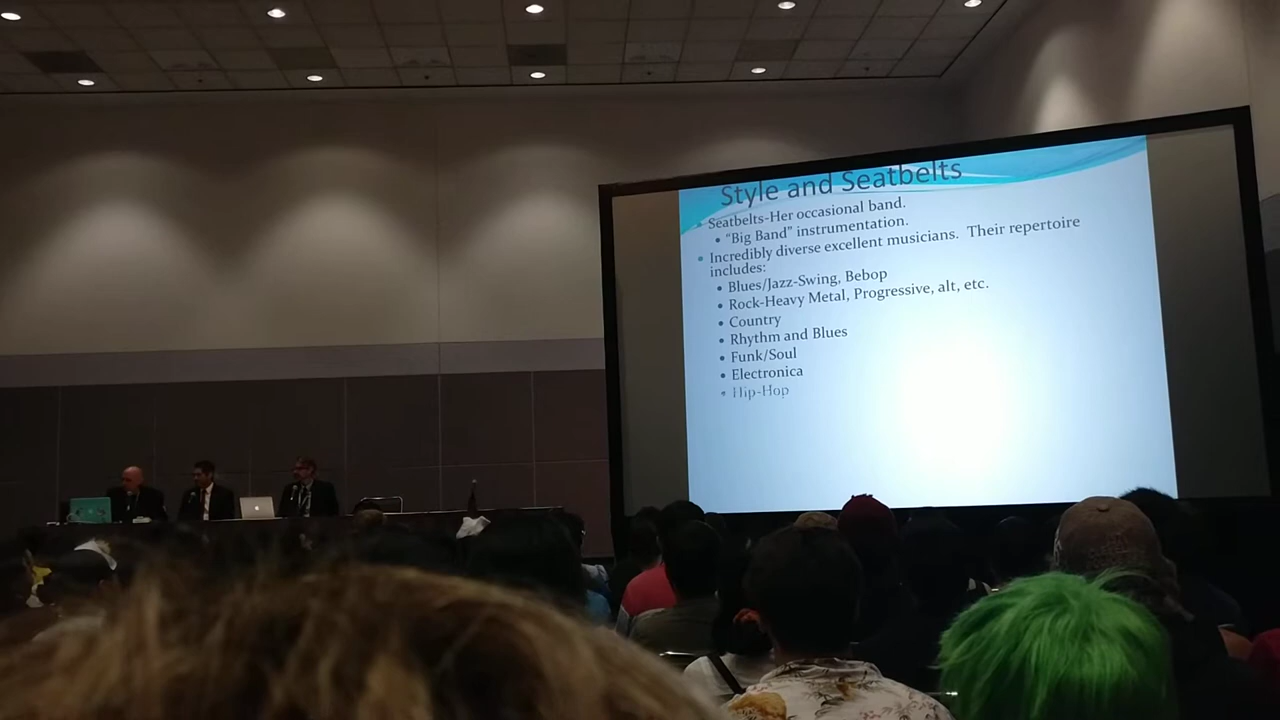 Style and Seatbelts
Seatbelts-Her occasional band.
"Big Band" instrumentation.
Incredibly diverse excellent musicians. Their repertoire
includes:
Blues/Jazz-Swing, Bebop
Rock-Heavy Metal, Progressive, alt, etc.
Country
Rhythm and Blues
Funk/Soul
Electronica
Hip-Hop